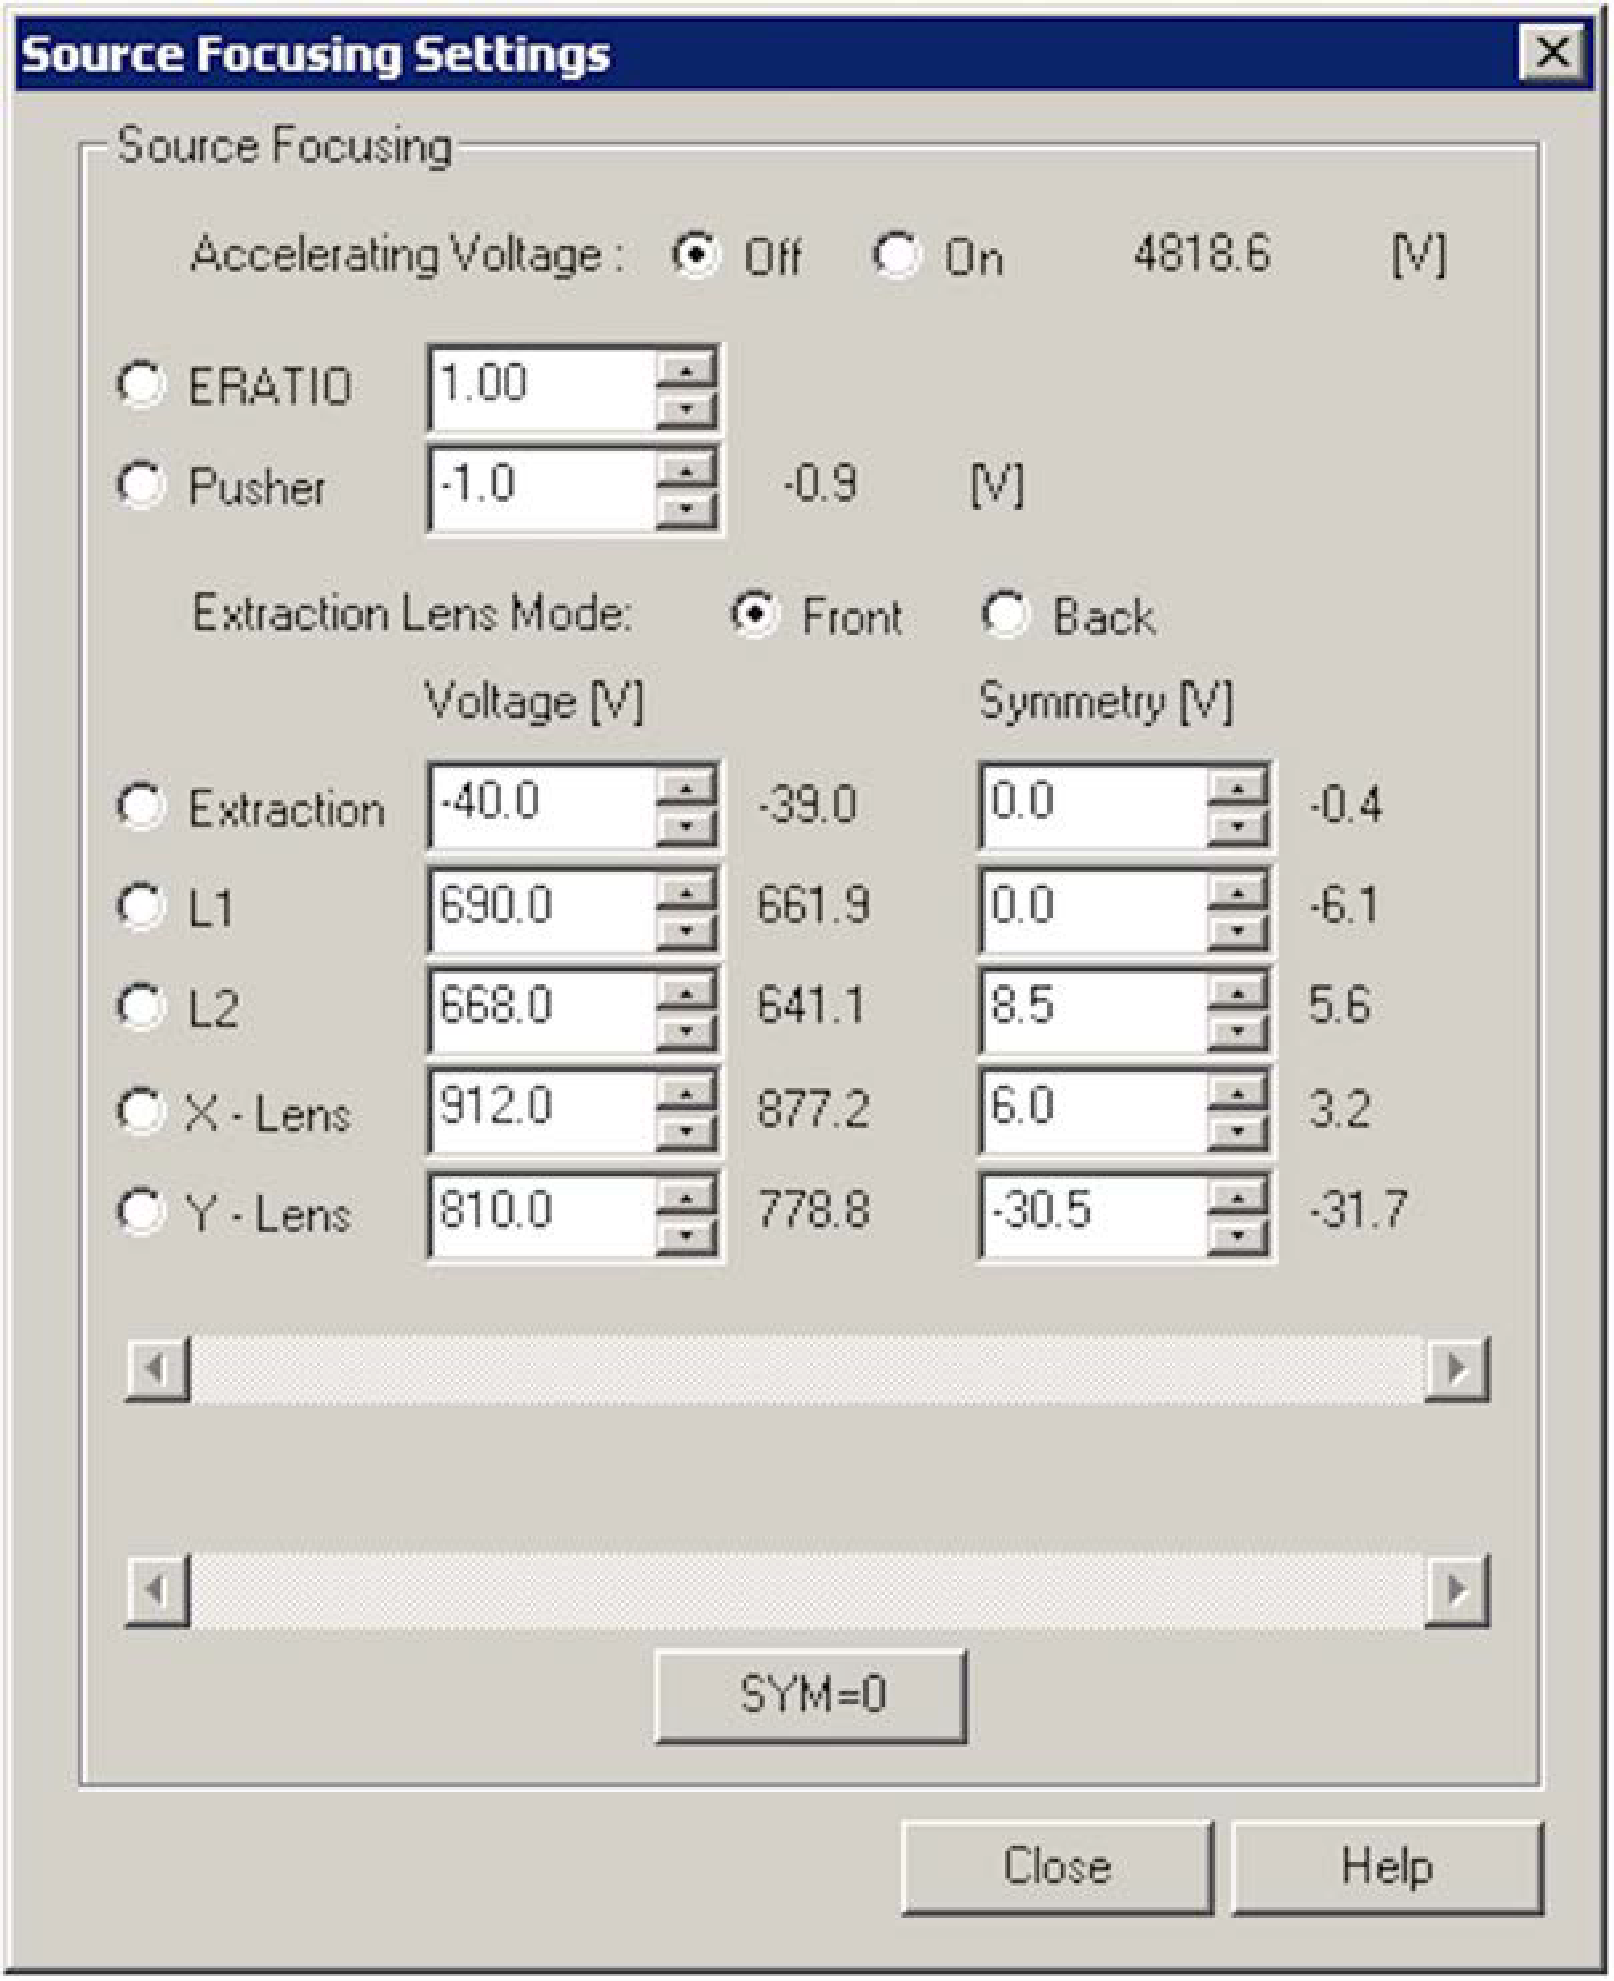 Source Focusing Settings
Source Focusing
Accelerating Voltage : Off On 4818.6 [V]
ERATIO 1.00
Pusher -1.0 -0.9 [V]
Extraction Lens Mode: Front Back
Voltage [V] Symmetry [V]
Extraction -40.0 -39.0 0.0 -0.4
L1 690.0 661.9 0.0 -6.1
L2 668.0 641.1 8.5 5.6
X - Lens 912.0 877.2 6.0 3.2
Y - Lens 810.0 778.8 -30.5 -31.7
SYM=0
Close Help